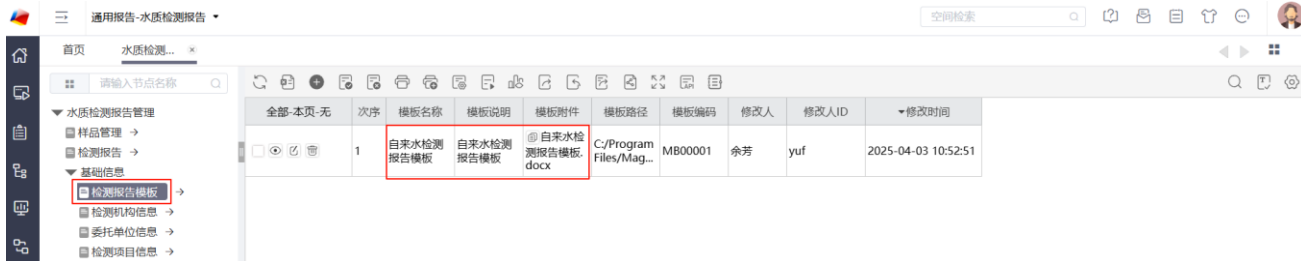 通用报告-水质检测报告
空间检索
首页
水质检测...
请输入节点名称
水质检测报告管理
样品管理
检测报告
基础信息
检测报告模板
检测机构信息
委托单位信息
检测项目信息
全部-本页-无 次序 模板名称 模板说明 模板附件 模板路径 模板编码 修改人 修改人ID 修改时间
1
自来水检测
报告模板
自来水检测
报告模板
自来水检
测报告模板.
docx
C:/Program
Files/Mag...
MB00001
余芳
yuf
2025-04-03 10:52:51